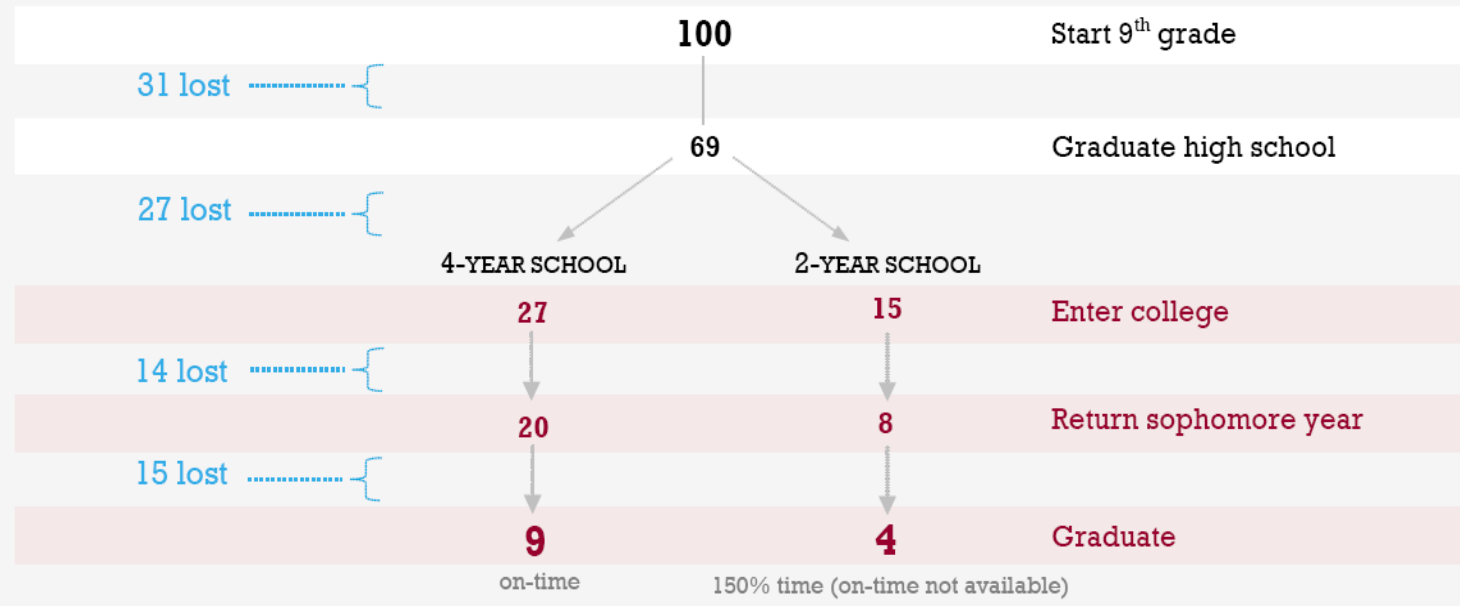 100 Start 9th grade
31 lost
69 Graduate high school
27 lost
4-YEAR SCHOOL 2-YEAR SCHOOL
27 15 Enter college
14 lost
20 8 Return sophomore year
15 lost
9 4 Graduate
on-time 150% time (on-time not available)